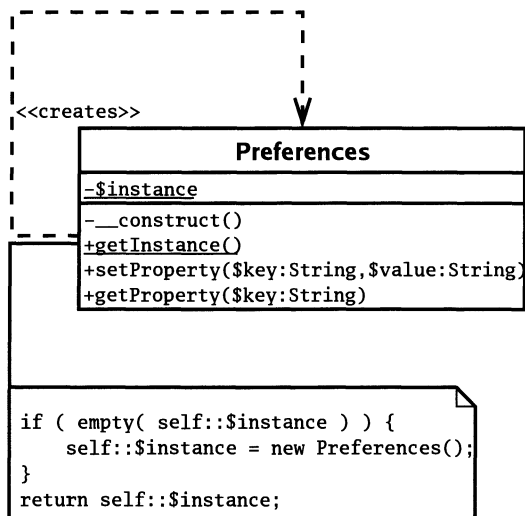 <<creates>>
Preferences
-$instance
-__construct()
+getInstance()
+setProperty($key:String,$value:String)
+getProperty($key:String)
if ( empty( self::$instance ) ) {
self::$instance = new Preferences();
}
return self::$instance;